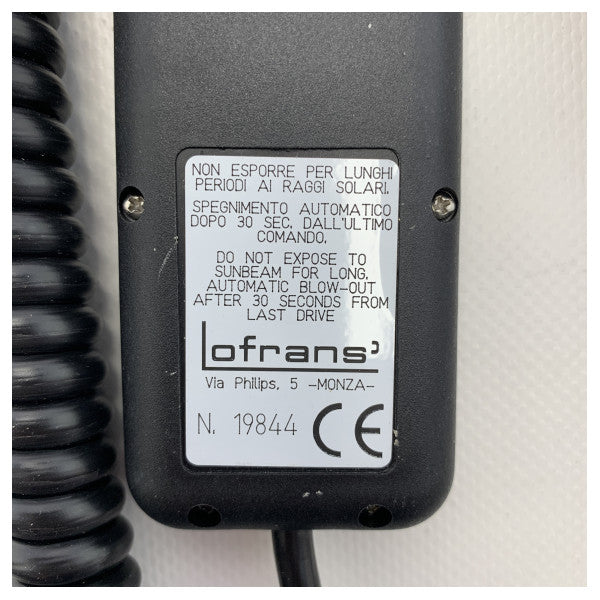 NON ESPORRE PER LUNGHI
PERIODI AI RAGGI SOLARI.
SPEGNIMENTO AUTOMATICO
DOPO 30 SEC. DALL'ULTIMO
COMANDO.
DO NOT EXPOSE TO
SUNBEAM FOR LONG.
AUTOMATIC BLOW-OUT
AFTER 30 SECONDS FROM
LAST DRIVE
Lofrans'
Via Philips, 5 -MONZA-
N. 19844 CE